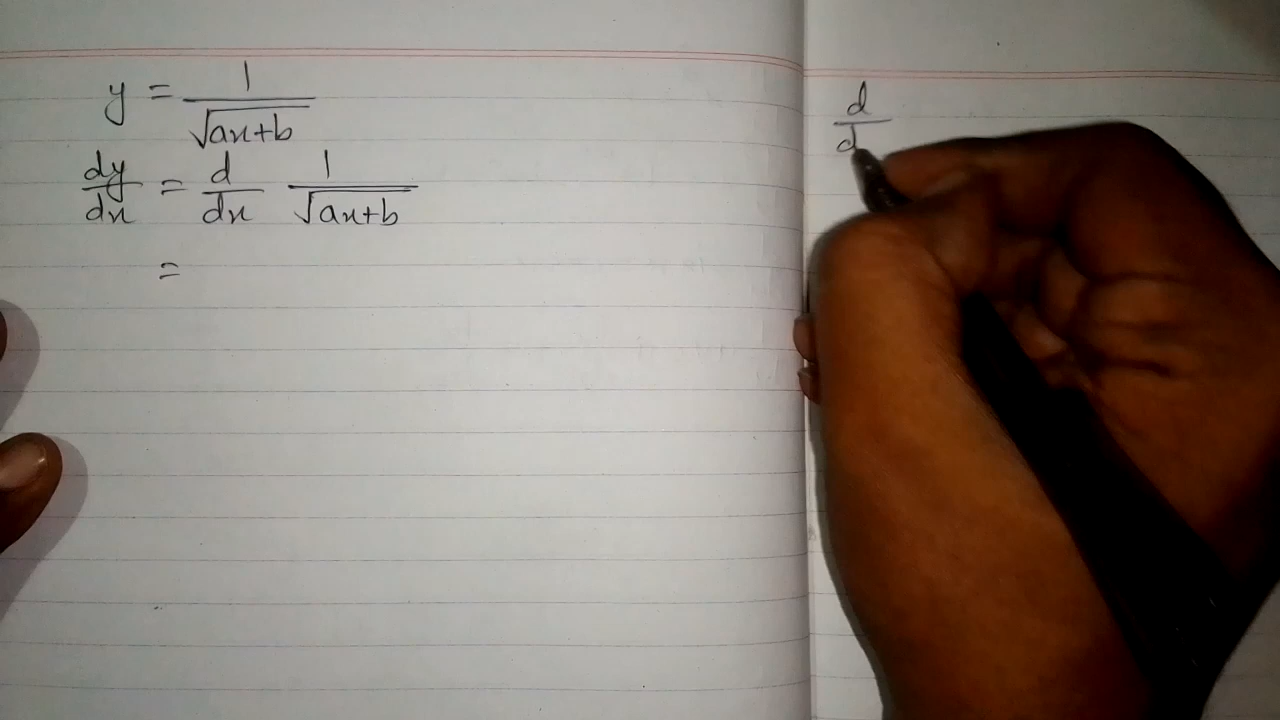 y = 1/√(ax+b)
dy/dx = d/dx 1/√(ax+b)
=
d/d